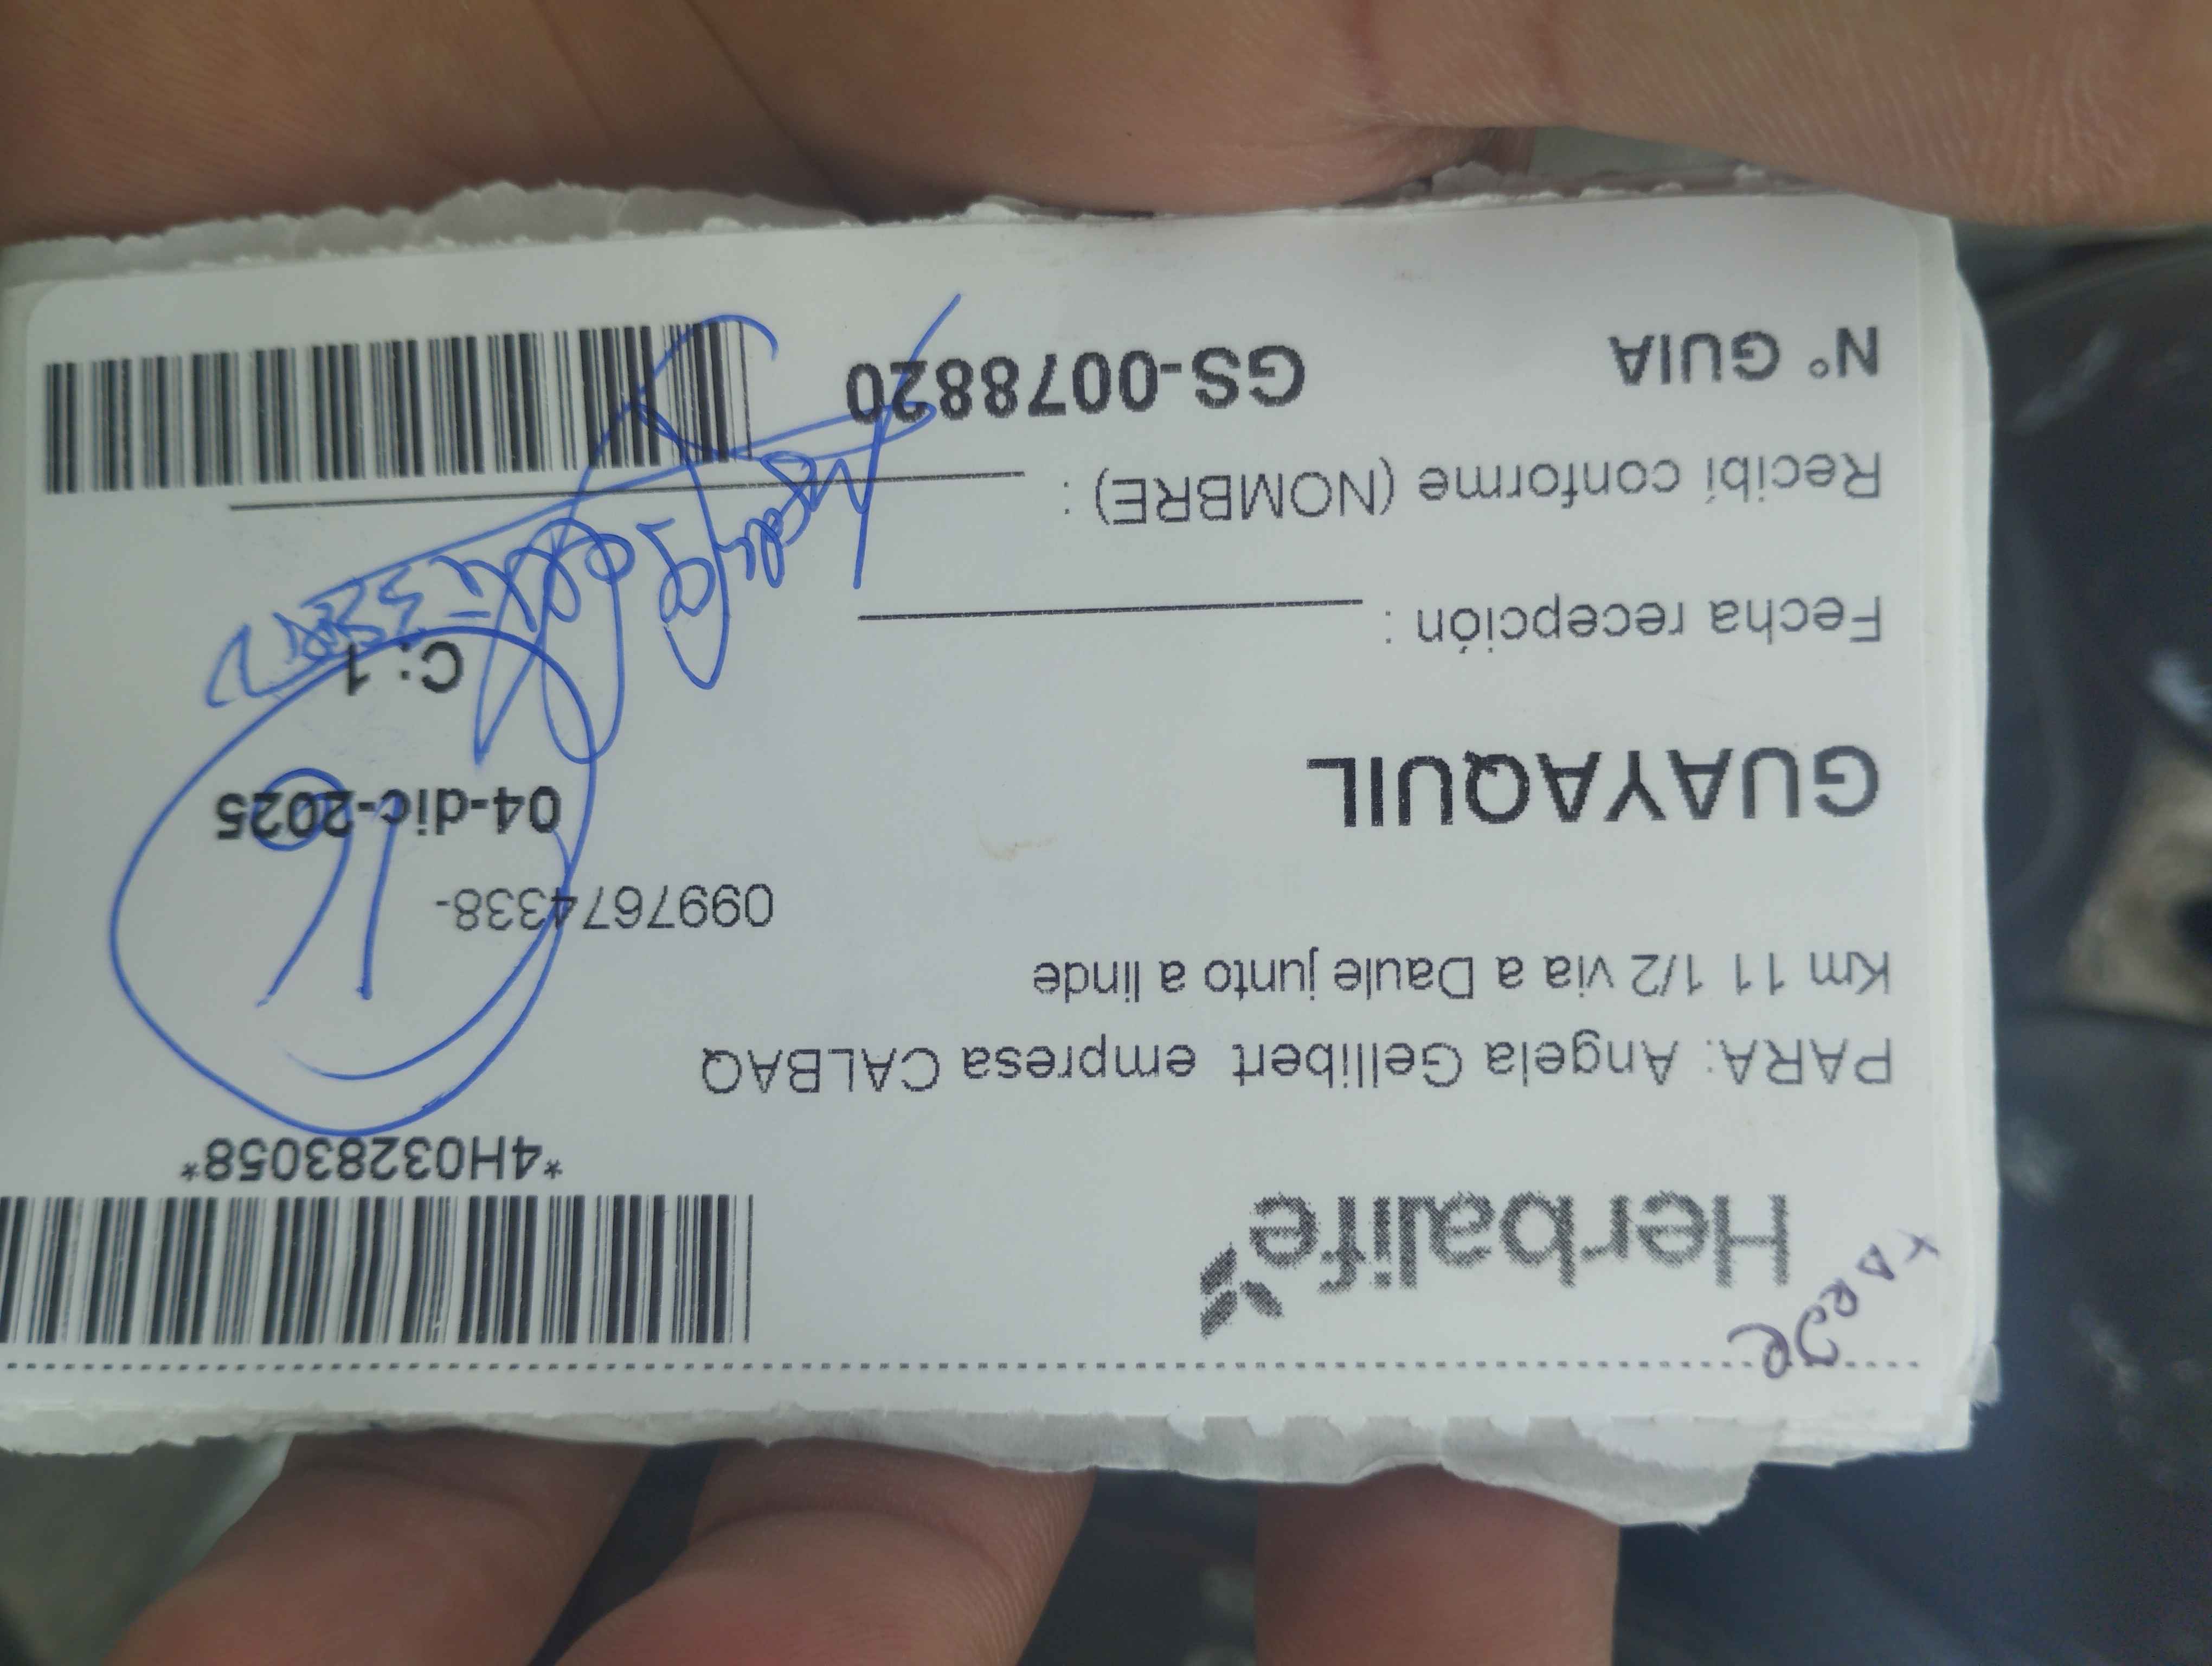 Herbalife
*4H03283058*
PARA: Angela Gellibert empresa CALBAQ
Km 11 1/2 via a Daule junto a linde
0997674338-
GUAYAQUIL
04-dic-2025
C: 1
Fecha recepción :
Recibí conforme (NOMBRE) :
N° GUIA GS-0078820